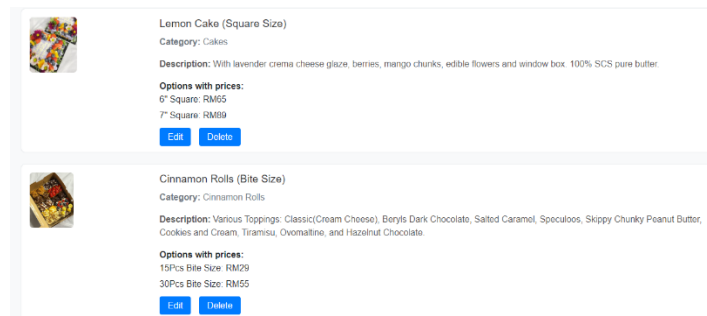 Lemon Cake (Square Size)
Category: Cakes
Description: With lavender crema cheese glaze, berries, mango chunks, edible flowers and window box. 100% SCS pure butter.
Options with prices:
6" Square: RM65
7" Square: RM89
Edit Delete
Cinnamon Rolls (Bite Size)
Category: Cinnamon Rolls
Description: Various Toppings: Classic(Cream Cheese), Beryls Dark Chocolate, Salted Caramel, Speculoos, Skippy Chunky Peanut Butter,
Cookies and Cream, Tiramisu, Ovomaltine, and Hazelnut Chocolate.
Options with prices:
15Pcs Bite Size: RM29
30Pcs Bite Size: RM55
Edit Delete